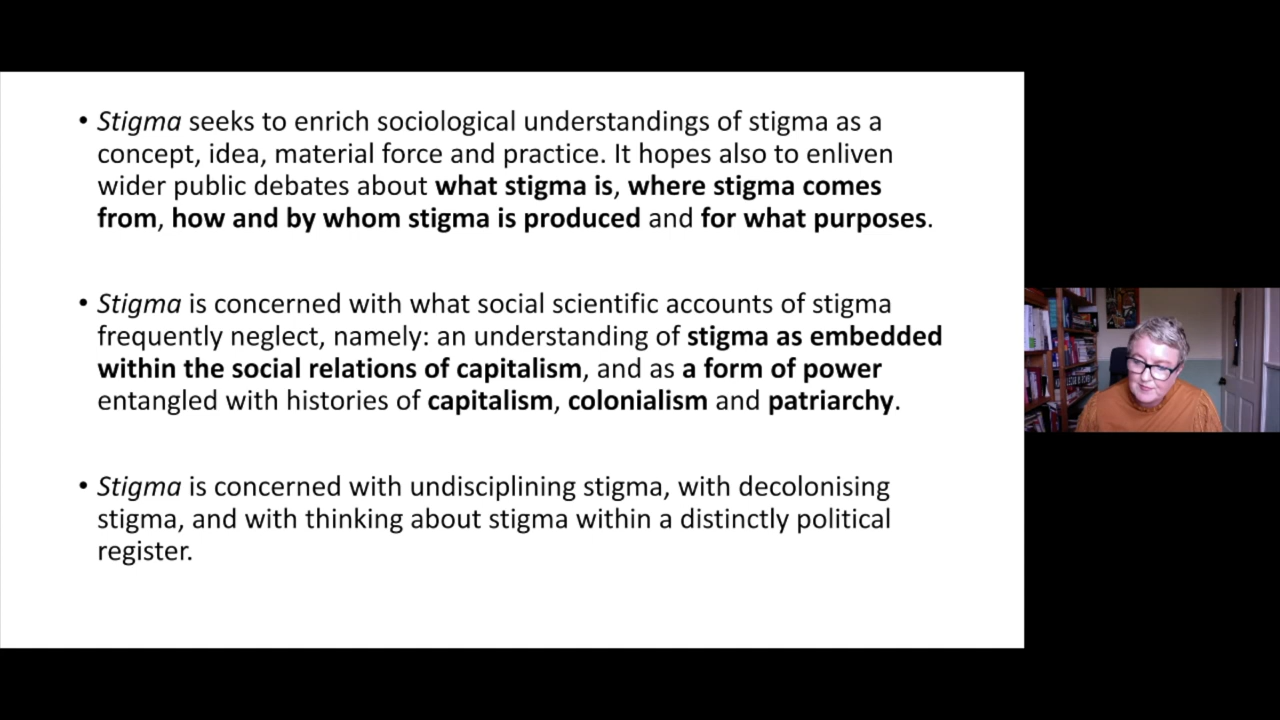 • Stigma seeks to enrich sociological understandings of stigma as a
concept, idea, material force and practice. It hopes also to enliven
wider public debates about what stigma is, where stigma comes
from, how and by whom stigma is produced and for what purposes.
• Stigma is concerned with what social scientific accounts of stigma
frequently neglect, namely: an understanding of stigma as embedded
within the social relations of capitalism, and as a form of power
entangled with histories of capitalism, colonialism and patriarchy.
• Stigma is concerned with undisciplining stigma, with decolonising
stigma, and with thinking about stigma within a distinctly political
register.